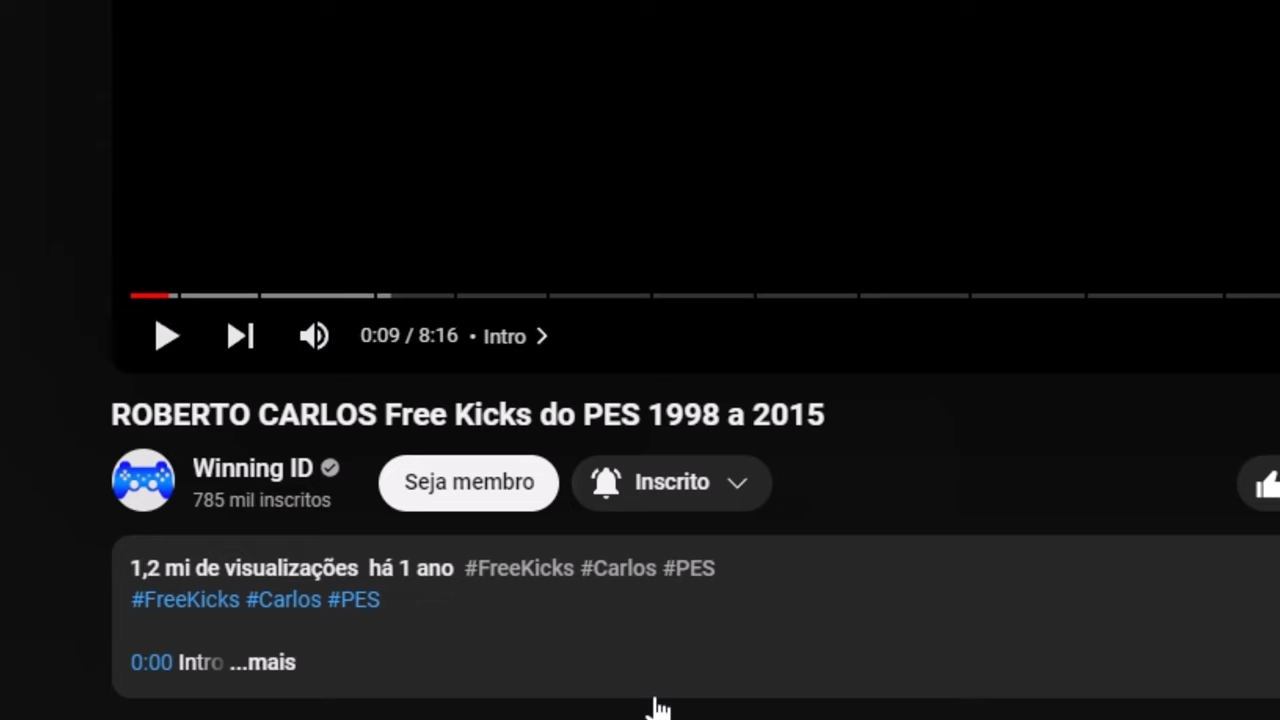 0:09 / 8:16 • Intro
ROBERTO CARLOS Free Kicks do PES 1998 a 2015
Winning ID
785 mil inscritos
Seja membro
Inscrito
1,2 mi de visualizações há 1 ano #FreeKicks #Carlos #PES
#FreeKicks #Carlos #PES
0:00 Intro ...mais